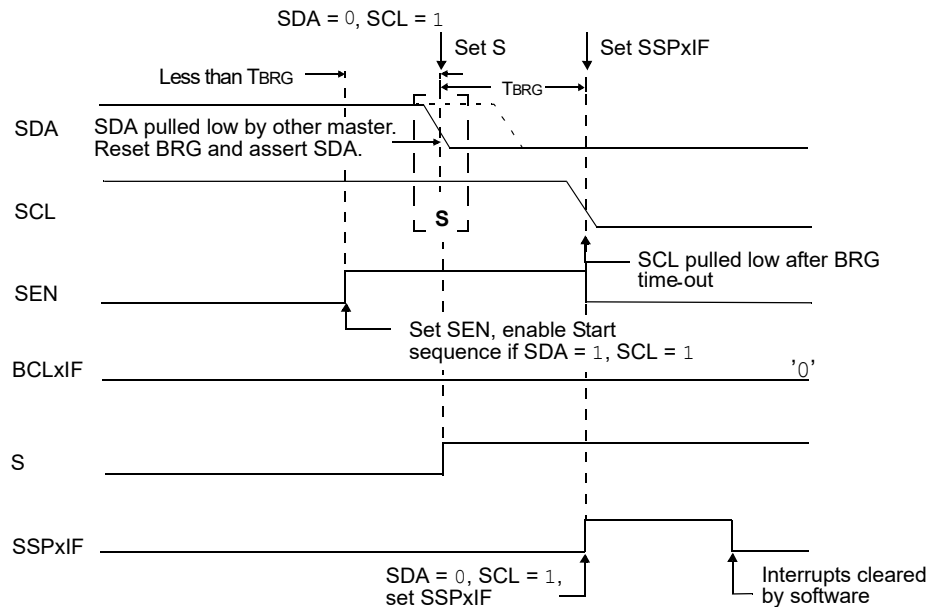 SDA = 0, SCL = 1
Set S
Set SSPxIF
Less than TBRG
TBRG
SDA
SDA pulled low by other master.
Reset BRG and assert SDA.
SCL
S
SCL pulled low after BRG
time-out
SEN
Set SEN, enable Start
sequence if SDA = 1, SCL = 1
BCLxIF
'0'
S
SSPxIF
SDA = 0, SCL = 1,
set SSPxIF
Interrupts cleared
by software